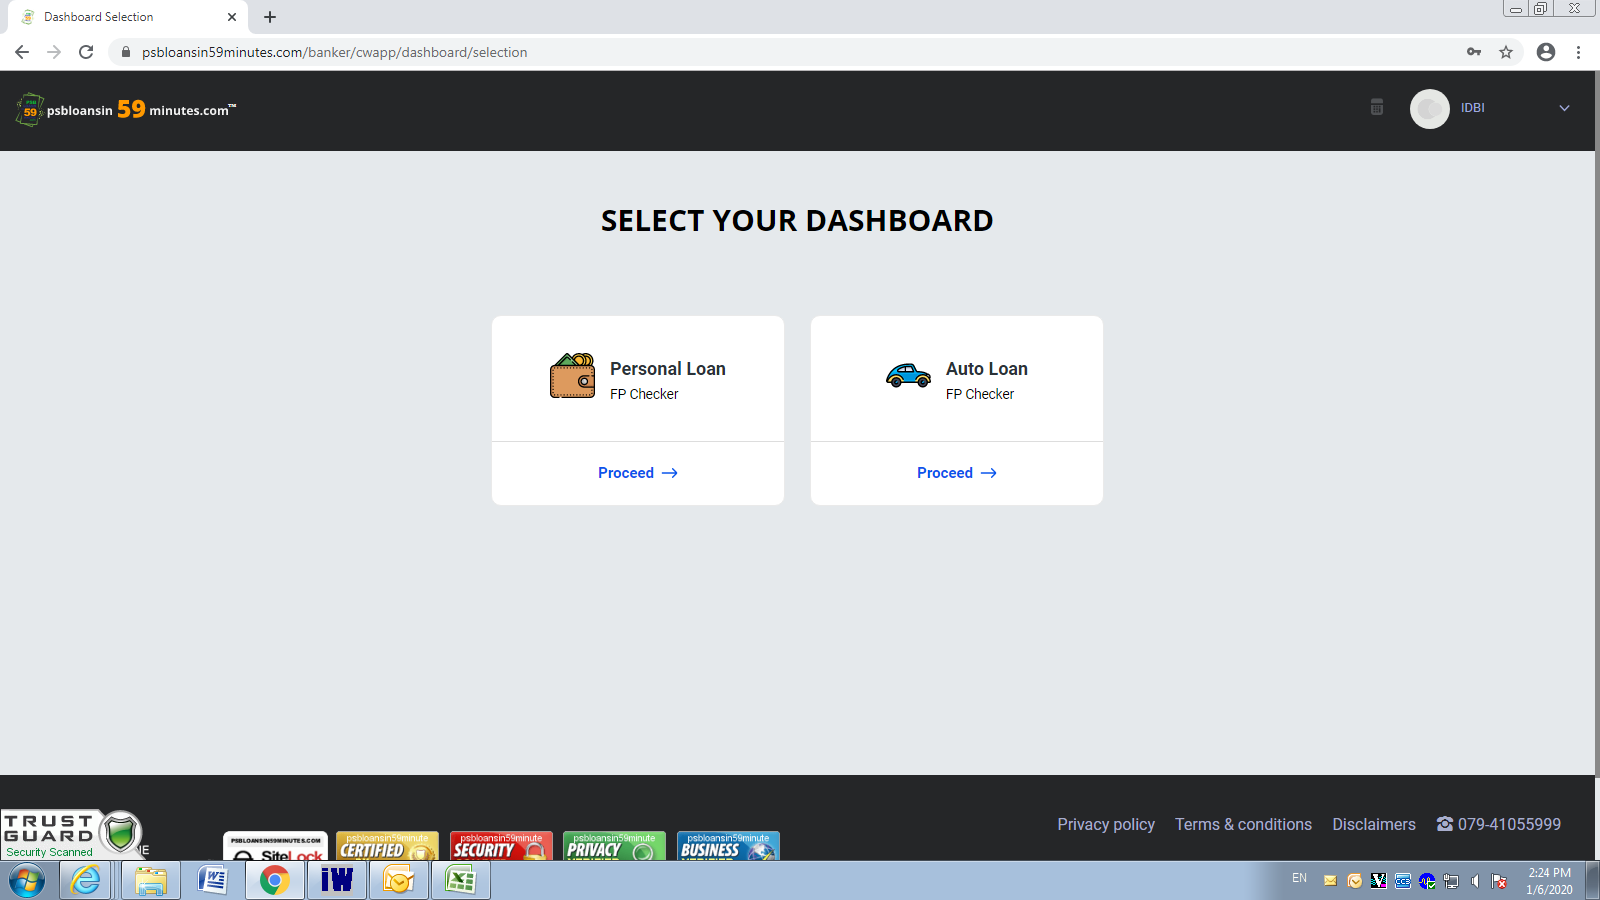 Dashboard Selection
psbloansin59minutes.com/banker/cwapp/dashboard/selection
PSB
59
psbloansin 59 minutes.com™
IDBI
SELECT YOUR DASHBOARD
Personal Loan
FP Checker
Proceed
Auto Loan
FP Checker
Proceed
TRUST
GUARD
Security Scanned
PSBLOANSIN59MINUTES.COM
SiteLock
psbloansin59minute
CERTIFIED
psbloansin59minute
SECURITY
psbloansin59minute
PRIVACY
psbloansin59minute
BUSINESS
Privacy policy
Terms & conditions
Disclaimers
079-41055999
iW
EN
2:24 PM
1/6/2020